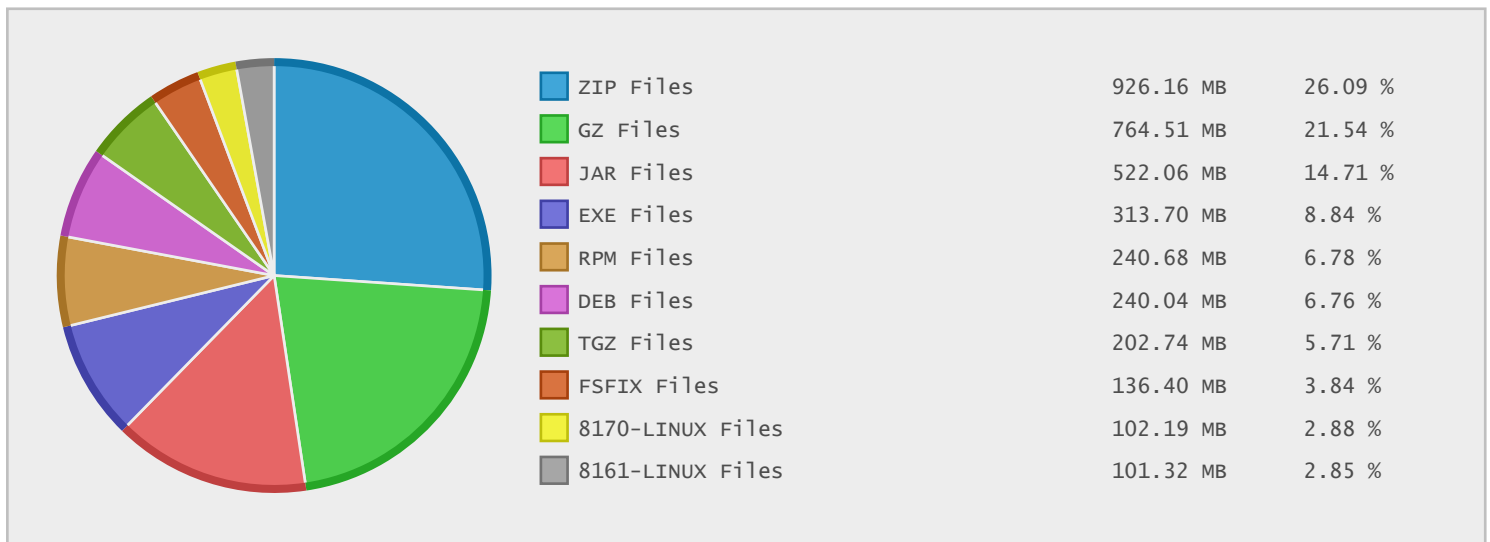 ZIP Files 926.16 MB 26.09 %
GZ Files 764.51 MB 21.54 %
JAR Files 522.06 MB 14.71 %
EXE Files 313.70 MB 8.84 %
RPM Files 240.68 MB 6.78 %
DEB Files 240.04 MB 6.76 %
TGZ Files 202.74 MB 5.71 %
FSFIX Files 136.40 MB 3.84 %
8170-LINUX Files 102.19 MB 2.88 %
8161-LINUX Files 101.32 MB 2.85 %